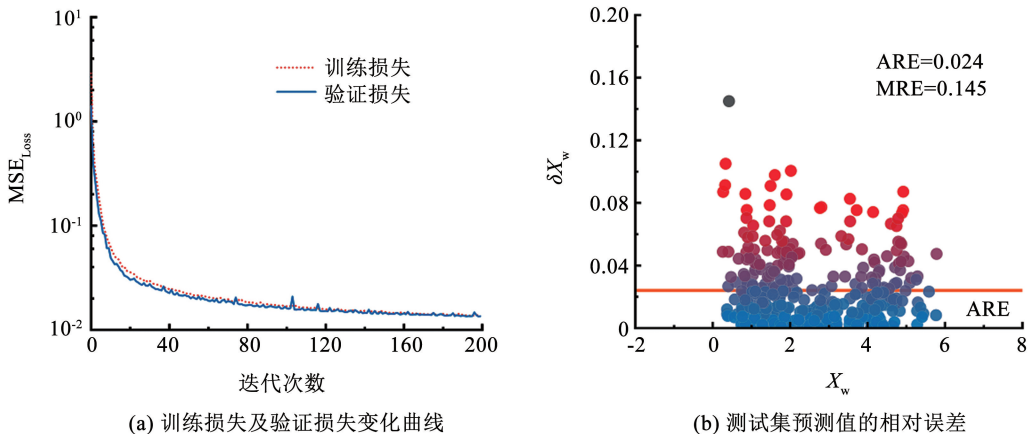 10¹
10⁰
10⁻¹
10⁻²
MSE_Loss
训练损失
验证损失
0 40 80 120 160 200
迭代次数
(a) 训练损失及验证损失变化曲线
0.20
0.16
0.12
0.08
0.04
0
δX_w
ARE=0.024
MRE=0.145
ARE
-2 0 2 4 6 8
X_w
(b) 测试集预测值的相对误差